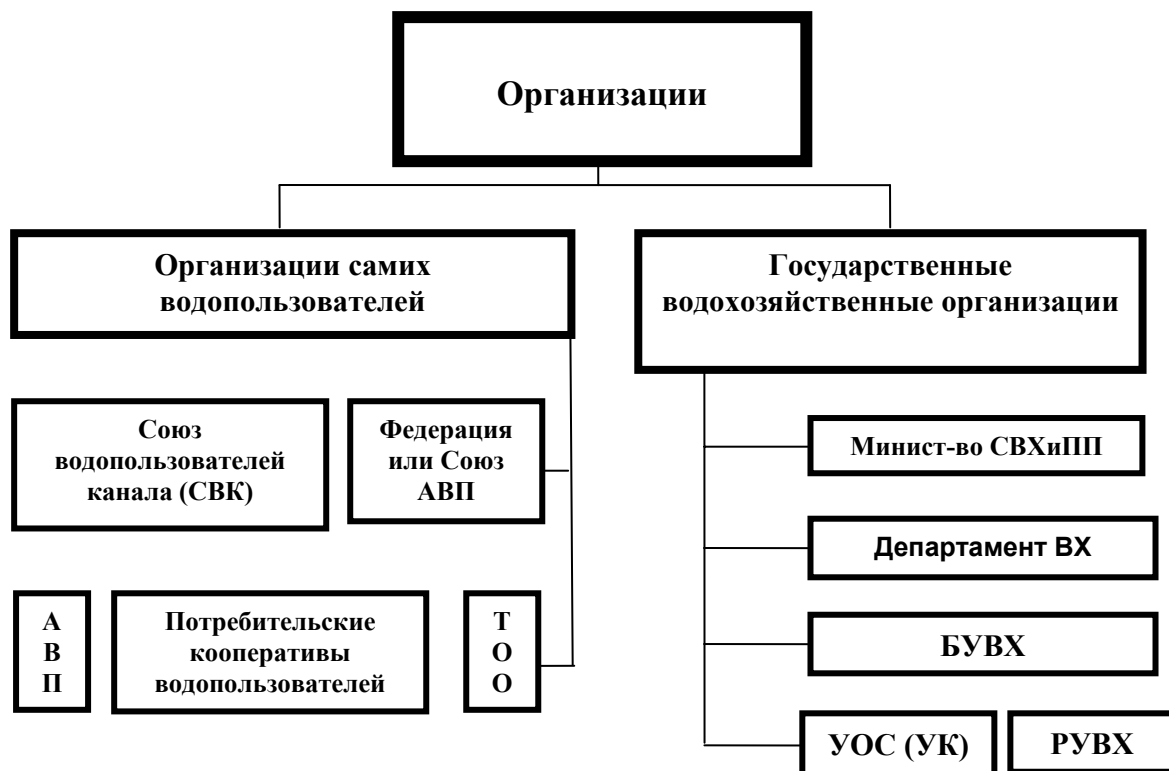 Организации
Организации самих
водопользователей
Государственные
водохозяйственные организации
Союз
водопользователей
канала (СВК)
Федерация
или Союз
АВП
Минист-во СВХиПП
Департамент ВХ
А
В
П
Потребительские
кооперативы
водопользователей
Т
О
О
БУВХ
УОС (УК)
РУВХ